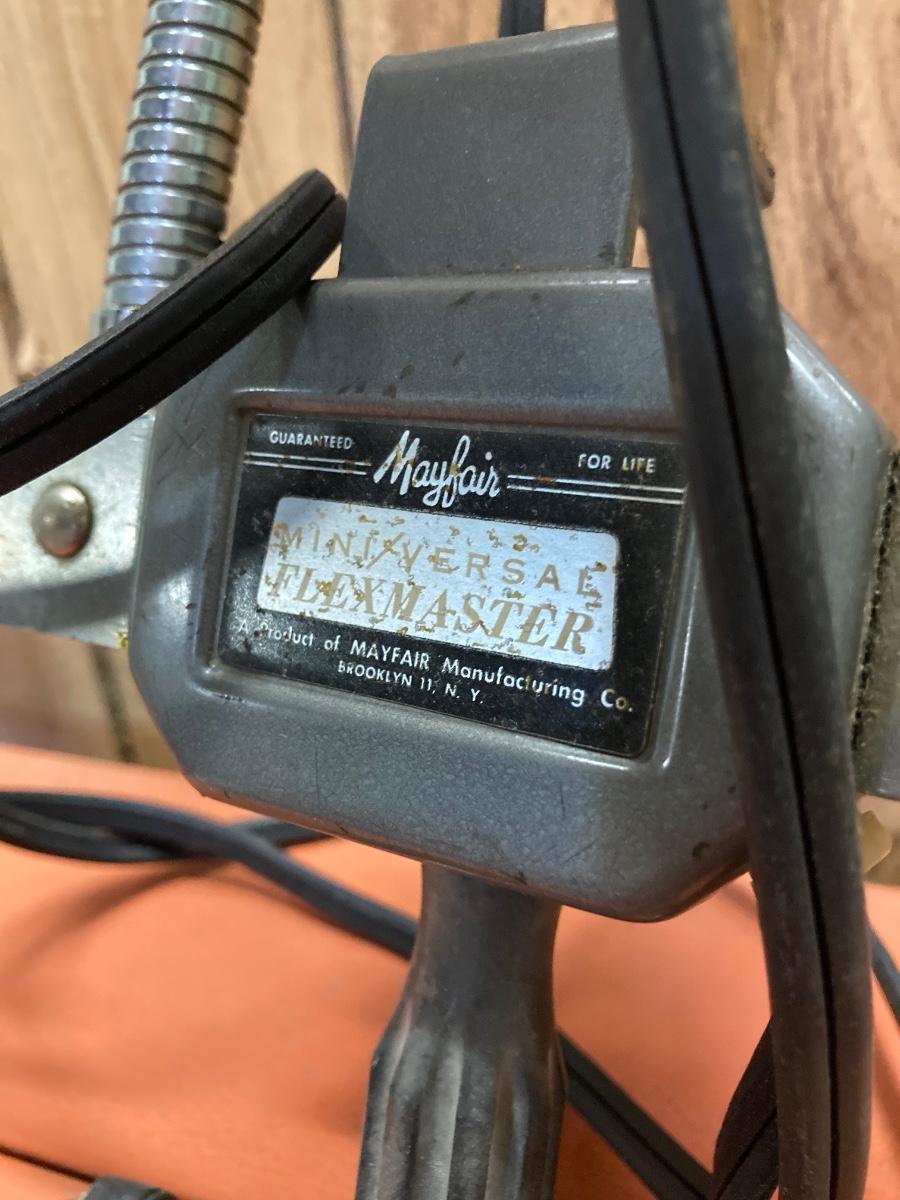 GUARANTEED Mayfair FOR LIFE
MINI/VERSAL
FLEXMASTER
A Product of MAYFAIR Manufacturing Co.
BROOKLYN 11, N. Y.